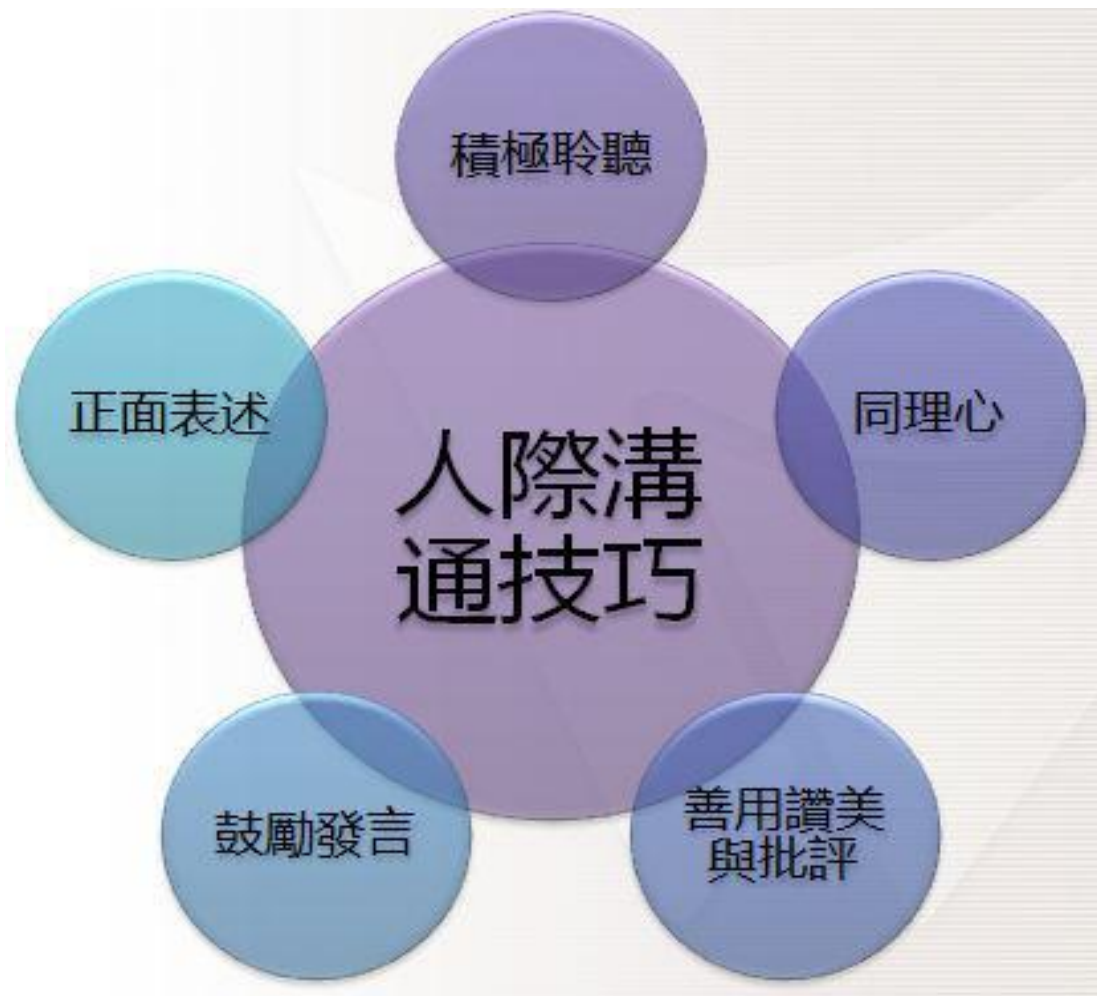 積極聆聽
正面表述
同理心
人際溝
通技巧
鼓勵發言
善用讚美
與批評